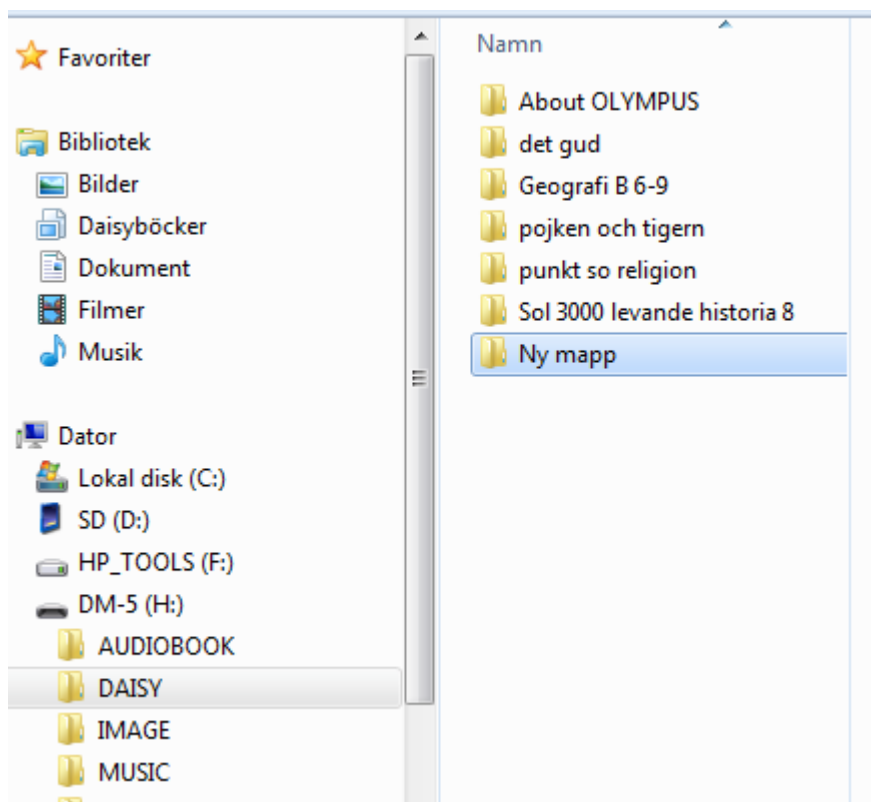 Favoriter
Bibliotek
Bilder
Daisyböcker
Dokument
Filmer
Musik
Dator
Lokal disk (C:)
SD (D:)
HP_TOOLS (F:)
DM-5 (H:)
AUDIOBOOK
DAISY
IMAGE
MUSIC
Namn
About OLYMPUS
det gud
Geografi B 6-9
pojken och tigern
punkt so religion
Sol 3000 levande historia 8
Ny mapp